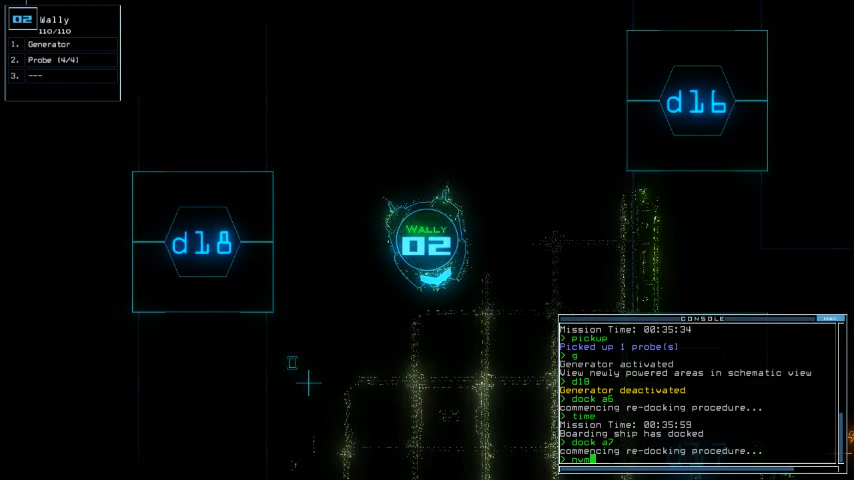 02 Wally
110/110
1. Generator
2. Probe (4/4)
3. ---
d16
d18
Wally
02
CONSOLE
Mission Time: 00:35:34
> pickup
Picked up 1 probe(s)
> g
Generator activated
View newly powered areas in schematic view
> d18
Generator deactivated
> dock a6
commencing re-docking procedure...
> time
Mission Time: 00:35:59
Boarding ship has docked
> dock a7
commencing re-docking procedure...
> nvm